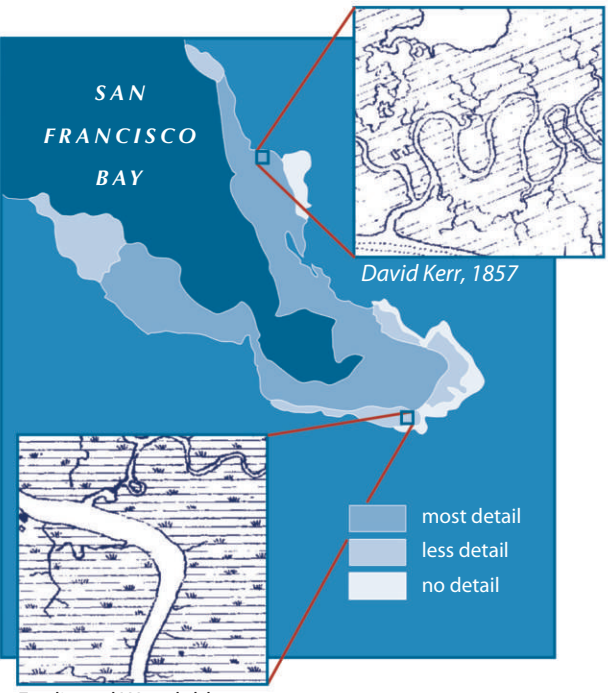 SAN
FRANCISCO
BAY
David Kerr, 1857
most detail
less detail
no detail